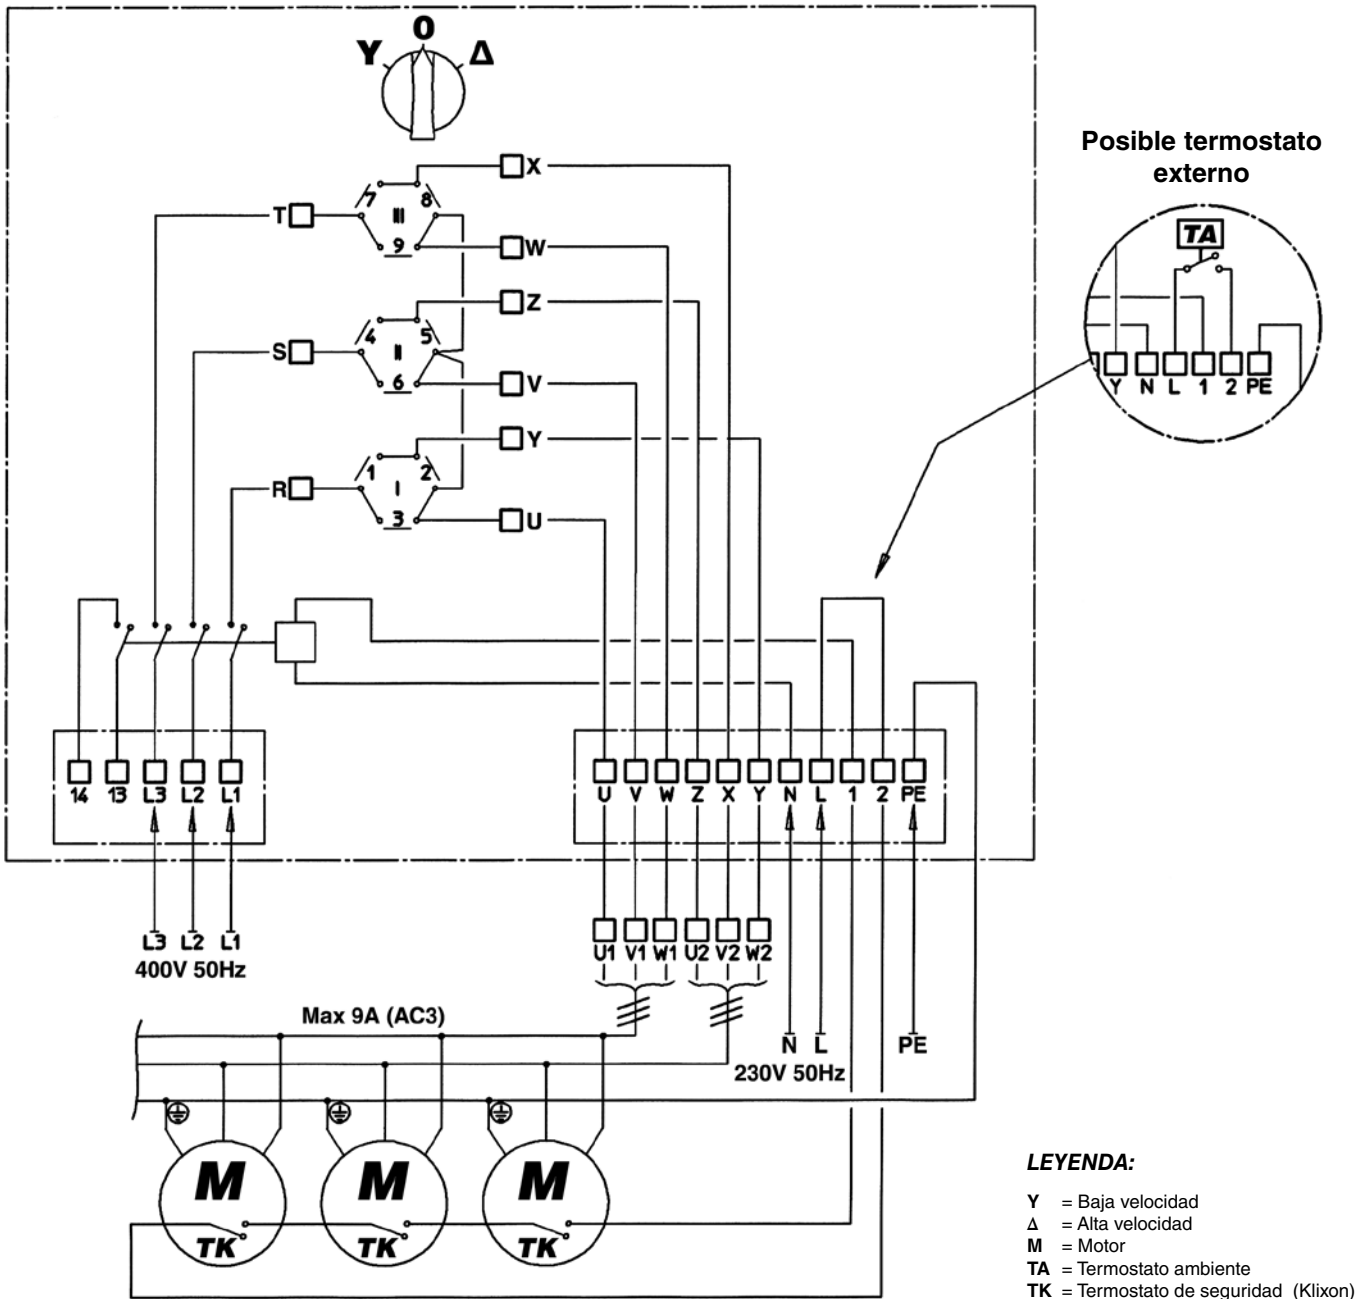 0
Y Δ
X
7 8
T III
9 W
Z
4 5
S II
6 V
Y
1 2
R I
3 U
Posible termostato
externo
TA
Y N L 1 2 PE
14 13 L3 L2 L1
U V W Z X Y N L 1 2 PE
L3 L2 L1
400V 50Hz
U1 V1 W1 U2 V2 W2
Max 9A (AC3)
N L PE
230V 50Hz
M M M
TK TK TK
LEYENDA:
Y = Baja velocidad
Δ = Alta velocidad
M = Motor
TA = Termostato ambiente
TK = Termostato de seguridad (Klixon)